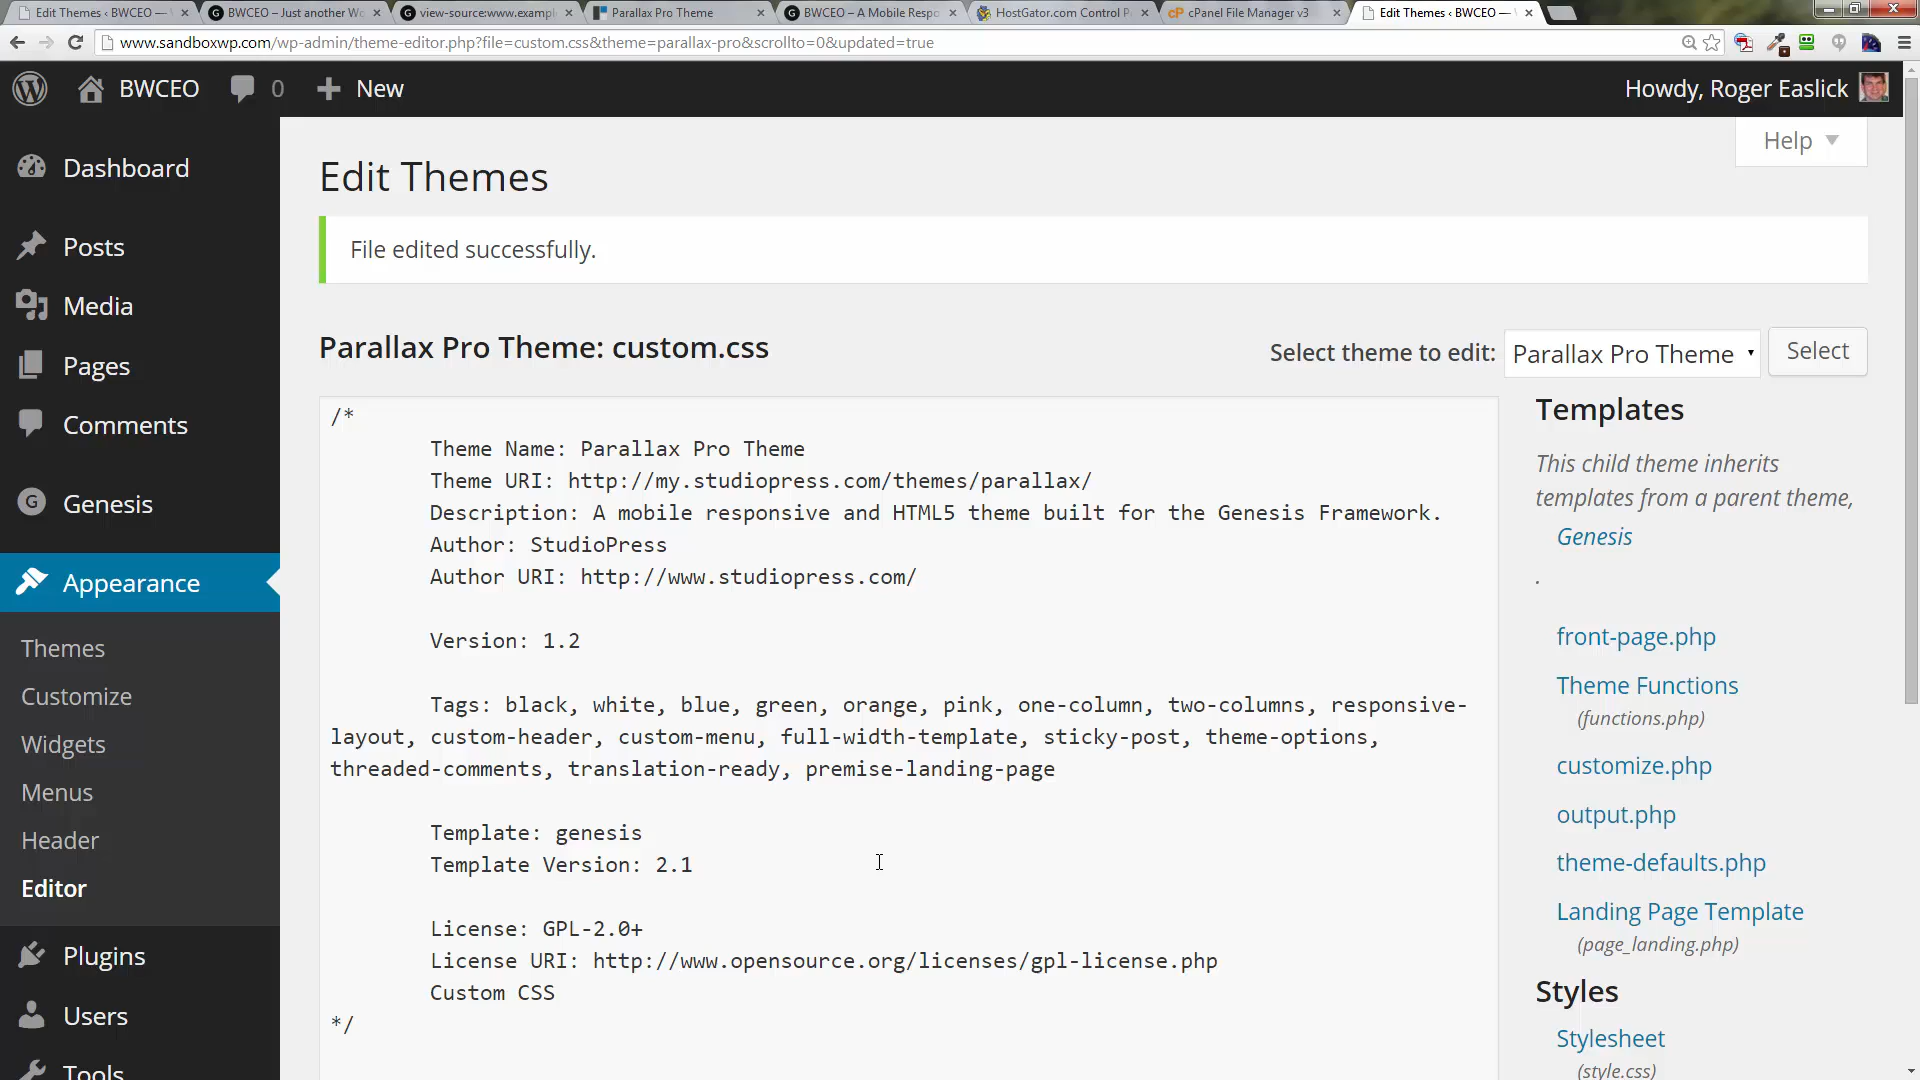 Edit Themes ‹ BWCEO —
BWCEO – Just another Wo
view-source:www.exampl
Parallax Pro Theme
BWCEO – A Mobile Respo
HostGator.com Control P
cPanel File Manager v3
Edit Themes ‹ BWCEO —
www.sandboxwp.com/wp-admin/theme-editor.php?file=custom.css&theme=parallax-pro&scrollto=0&updated=true
BWCEO
0
New
Howdy, Roger Easlick
Help
Dashboard
Posts
Media
Pages
Comments
Genesis
Appearance
Themes
Customize
Widgets
Menus
Header
Editor
Plugins
Users
Tools
Edit Themes
File edited successfully.
Parallax Pro Theme: custom.css
Select theme to edit:
Parallax Pro Theme
Select
/*
Theme Name: Parallax Pro Theme
Theme URI: http://my.studiopress.com/themes/parallax/
Description: A mobile responsive and HTML5 theme built for the Genesis Framework.
Author: StudioPress
Author URI: http://www.studiopress.com/
Version: 1.2
Tags: black, white, blue, green, orange, pink, one-column, two-columns, responsive-
layout, custom-header, custom-menu, full-width-template, sticky-post, theme-options,
threaded-comments, translation-ready, premise-landing-page
Template: genesis
Template Version: 2.1
License: GPL-2.0+
License URI: http://www.opensource.org/licenses/gpl-license.php
Custom CSS
*/
Templates
This child theme inherits
templates from a parent theme,
Genesis
.
front-page.php
Theme Functions
(functions.php)
customize.php
output.php
theme-defaults.php
Landing Page Template
(page_landing.php)
Styles
Stylesheet
(style.css)